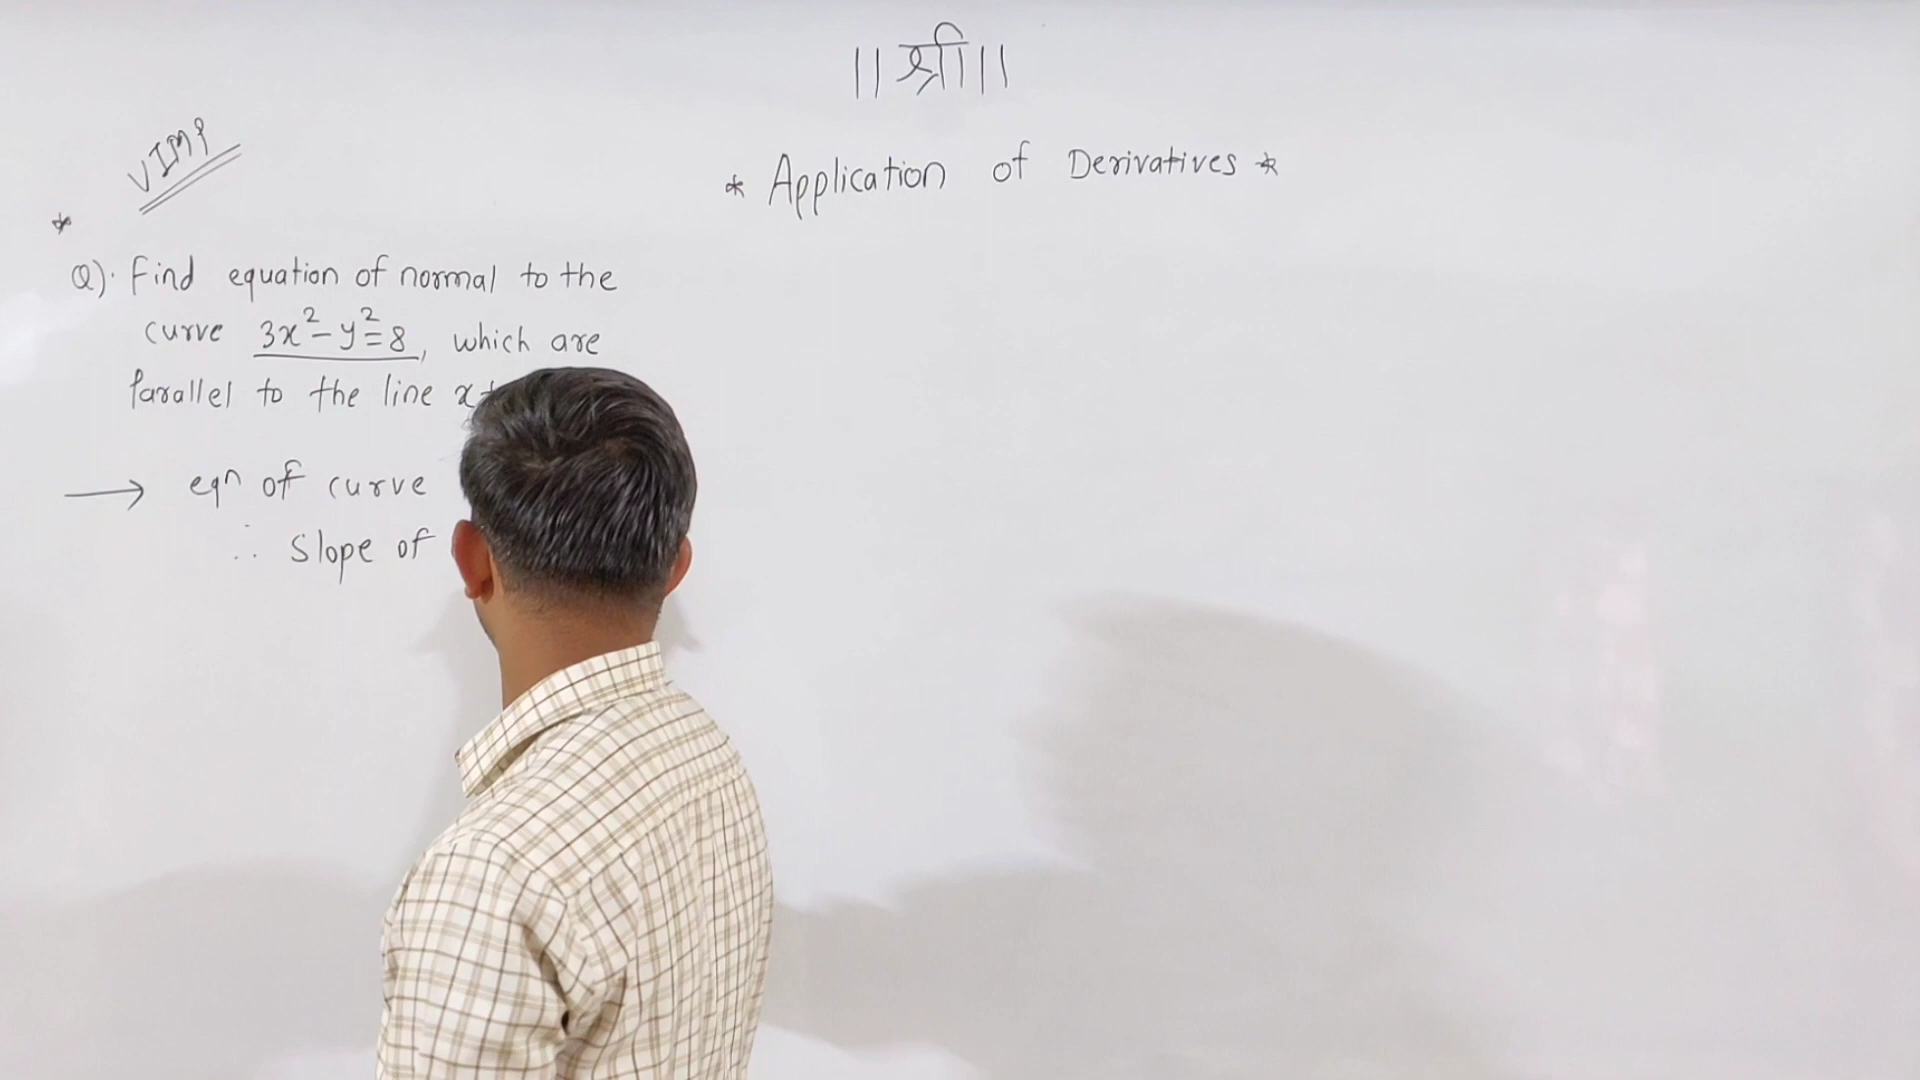 ||श्री||
* Application of Derivatives *
VIMP
*
Q). Find equation of normal to the
curve 3x²-y²=8, which are
Parallel to the line x+
→ eqn of curve
∴ Slope of